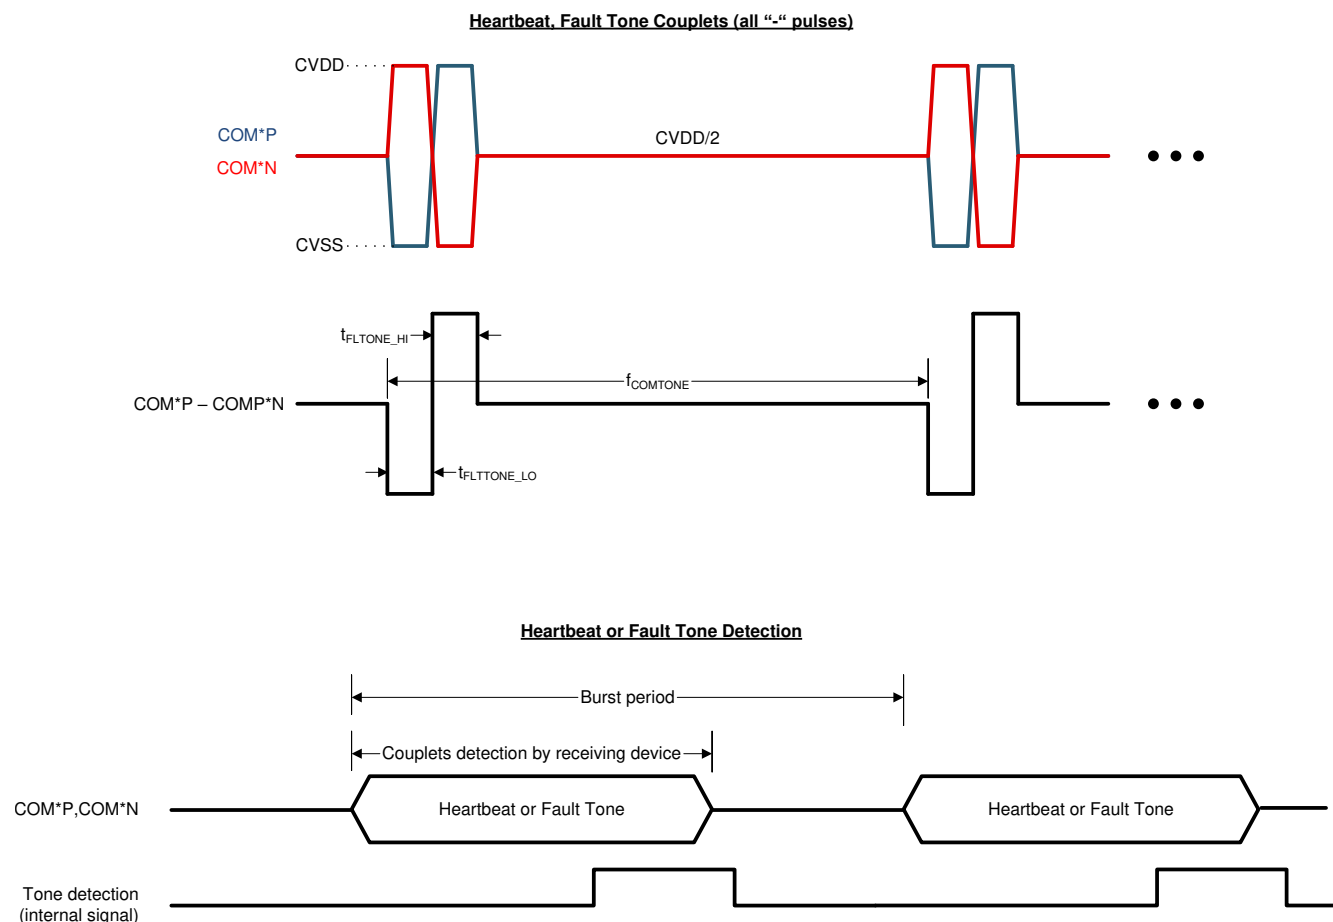 Heartbeat, Fault Tone Couplets (all “-“ pulses)
CVDD
COM*P
COM*N
CVDD/2
CVSS
tFLTONE_HI
fCOMTONE
COM*P – COMP*N
tFLTTONE_LO
Heartbeat or Fault Tone Detection
Burst period
Couplets detection by receiving device
COM*P,COM*N
Heartbeat or Fault Tone
Heartbeat or Fault Tone
Tone detection
(internal signal)